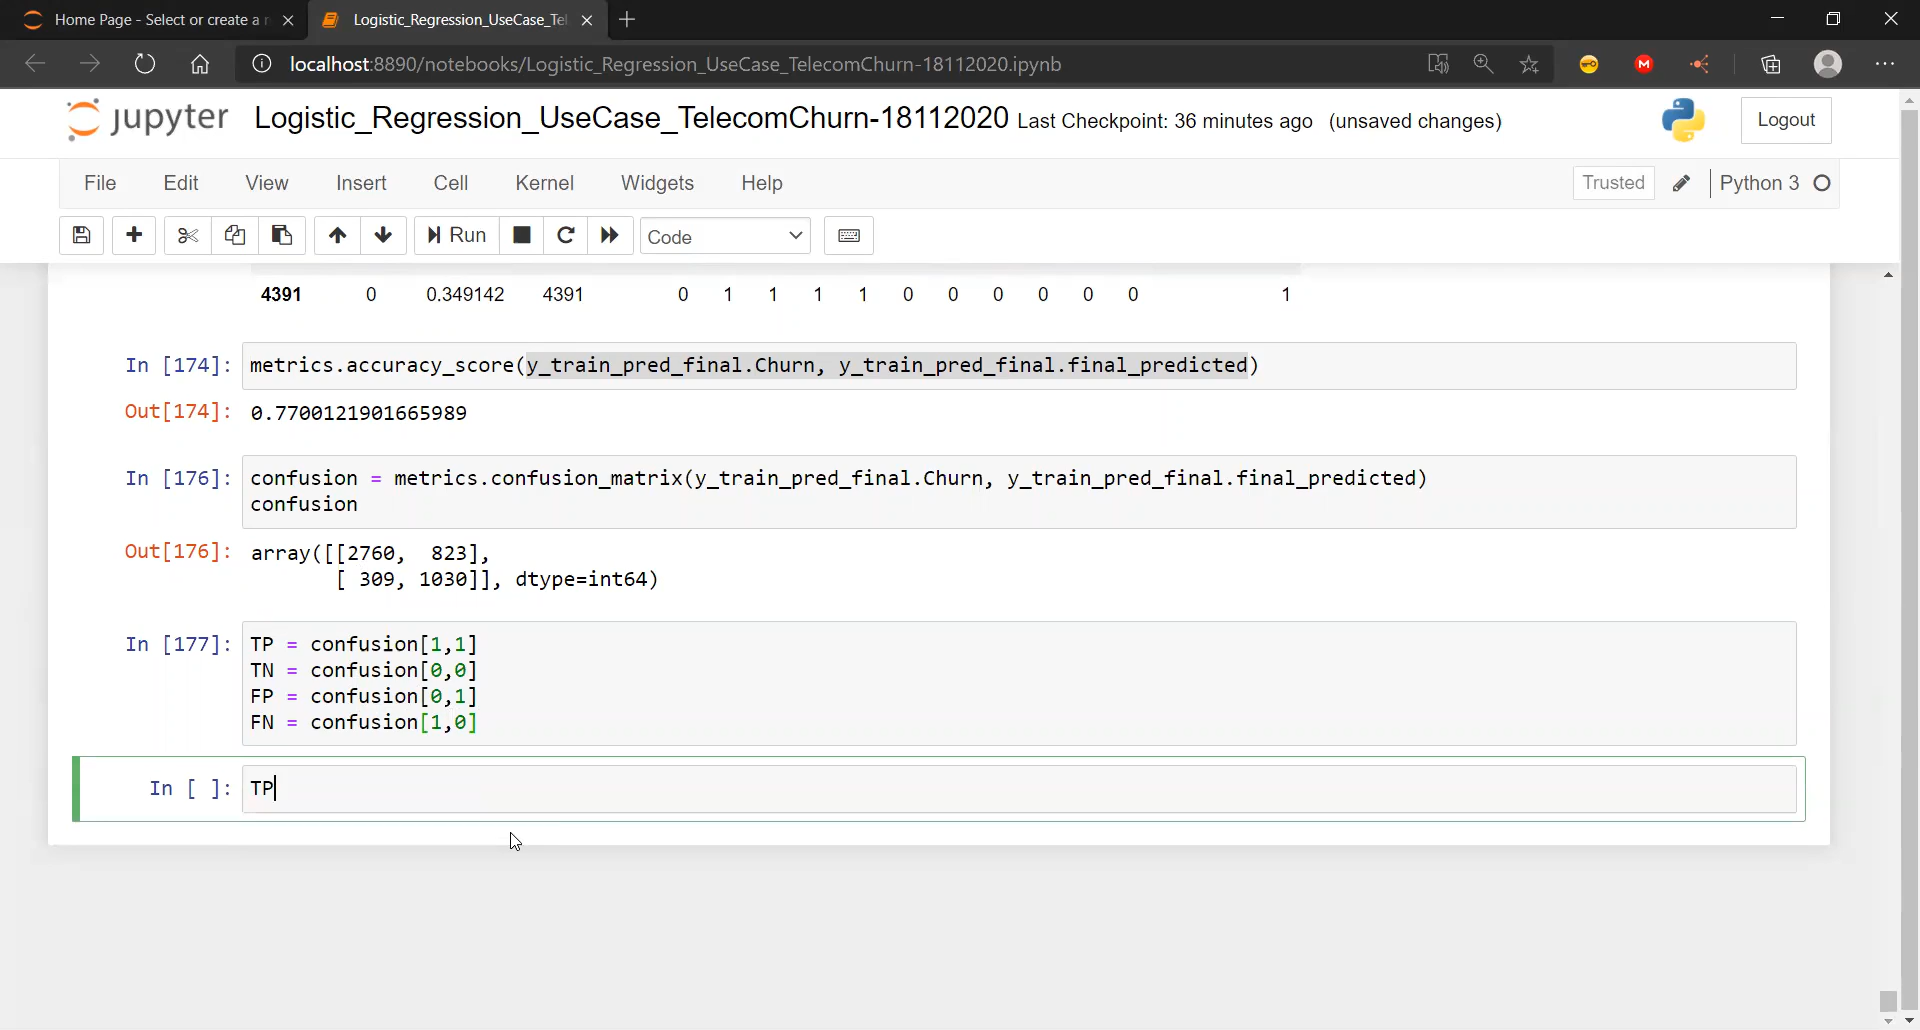 Home Page - Select or create a n
Logistic_Regression_UseCase_Tel
localhost:8890/notebooks/Logistic_Regression_UseCase_TelecomChurn-18112020.ipynb
jupyter Logistic_Regression_UseCase_TelecomChurn-18112020 Last Checkpoint: 36 minutes ago (unsaved changes)
Logout
File Edit View Insert Cell Kernel Widgets Help Trusted Python 3
Run Code
4391 0 0.349142 4391 0 1 1 1 1 0 0 0 0 0 0 1
In [174]: metrics.accuracy_score(y_train_pred_final.Churn, y_train_pred_final.final_predicted)
Out[174]: 0.7700121901665989
In [176]: confusion = metrics.confusion_matrix(y_train_pred_final.Churn, y_train_pred_final.final_predicted)
confusion
Out[176]: array([[2760, 823],
[ 309, 1030]], dtype=int64)
In [177]: TP = confusion[1,1]
TN = confusion[0,0]
FP = confusion[0,1]
FN = confusion[1,0]
In [ ]: TP